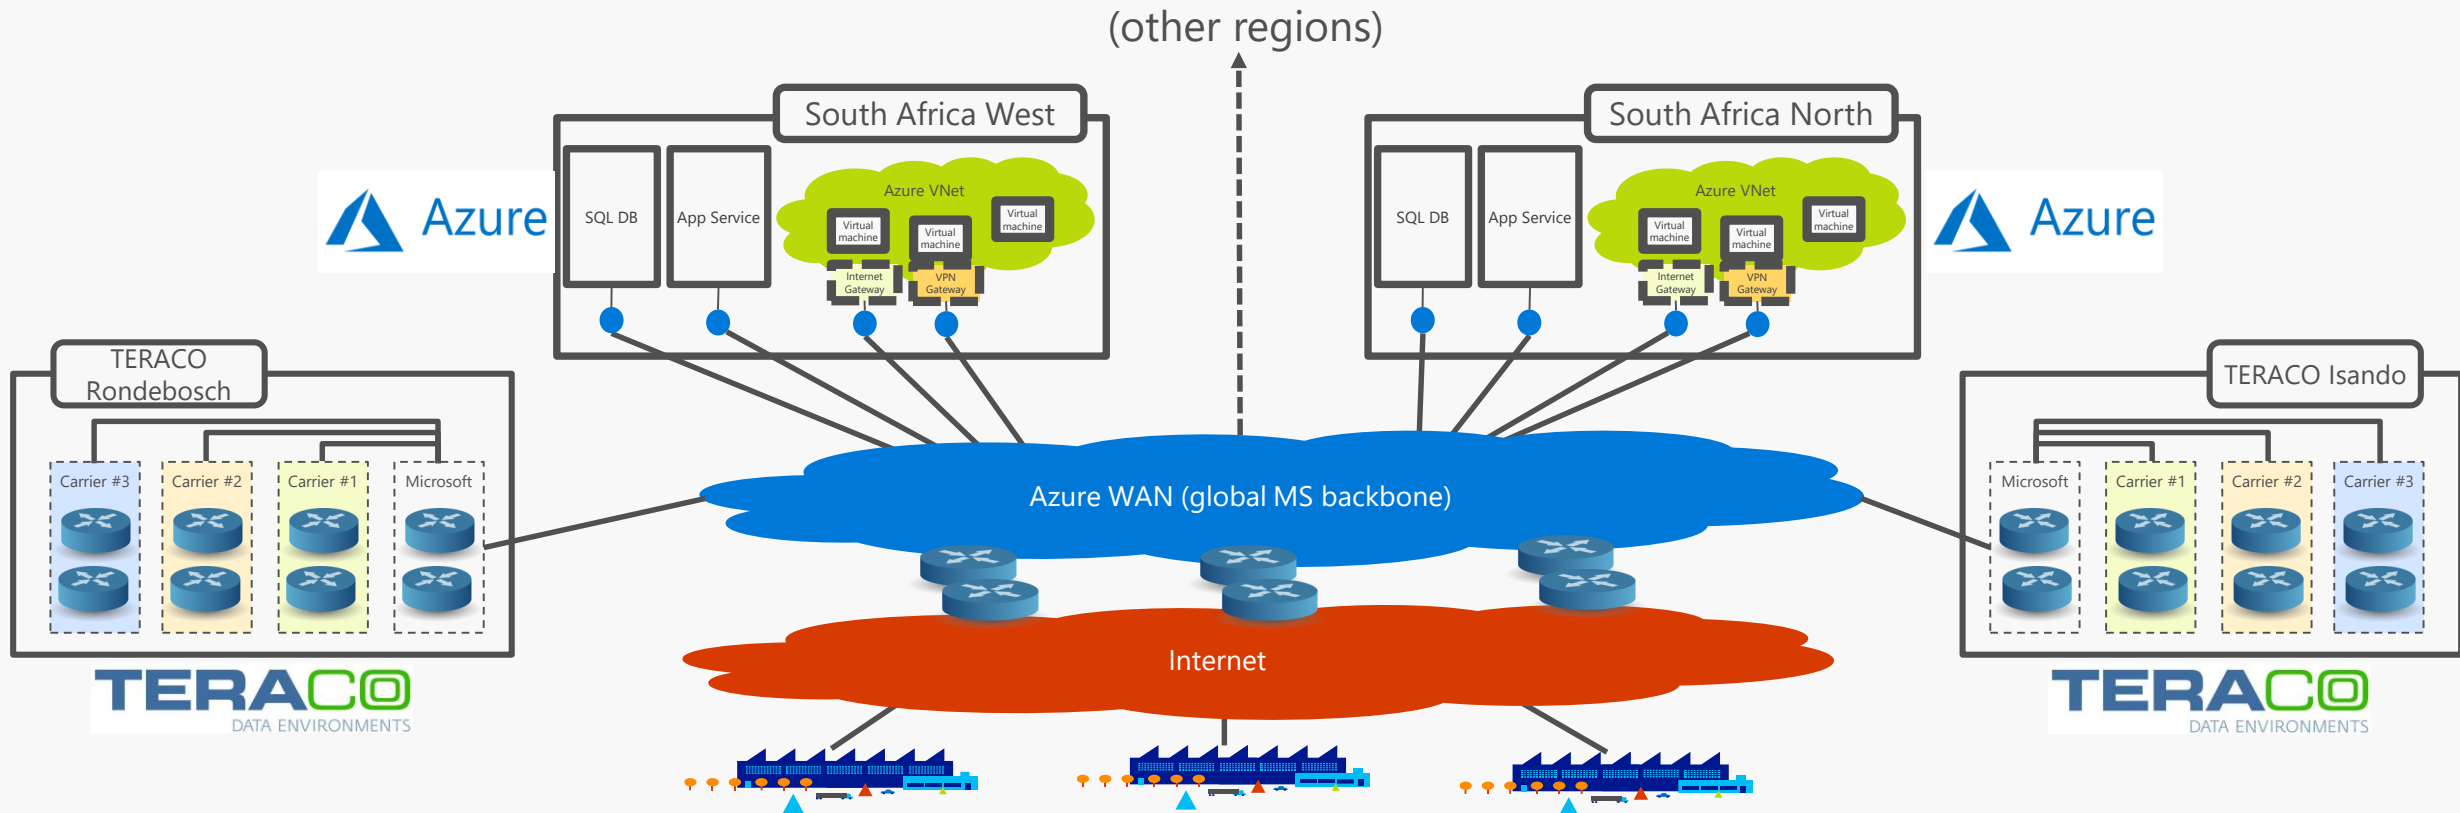 (other regions)
South Africa West
South Africa North
Azure
SQL DB
App Service
Azure VNet
Virtual
machine
Virtual
machine
Virtual
machine
Internet
Gateway
VPN
Gateway
SQL DB
App Service
Azure VNet
Virtual
machine
Virtual
machine
Virtual
machine
Internet
Gateway
VPN
Gateway
Azure
TERACO
Rondebosch
Carrier #3
Carrier #2
Carrier #1
Microsoft
TERACO
DATA ENVIRONMENTS
Azure WAN (global MS backbone)
Internet
TERACO Isando
Microsoft
Carrier #1
Carrier #2
Carrier #3
TERACO
DATA ENVIRONMENTS